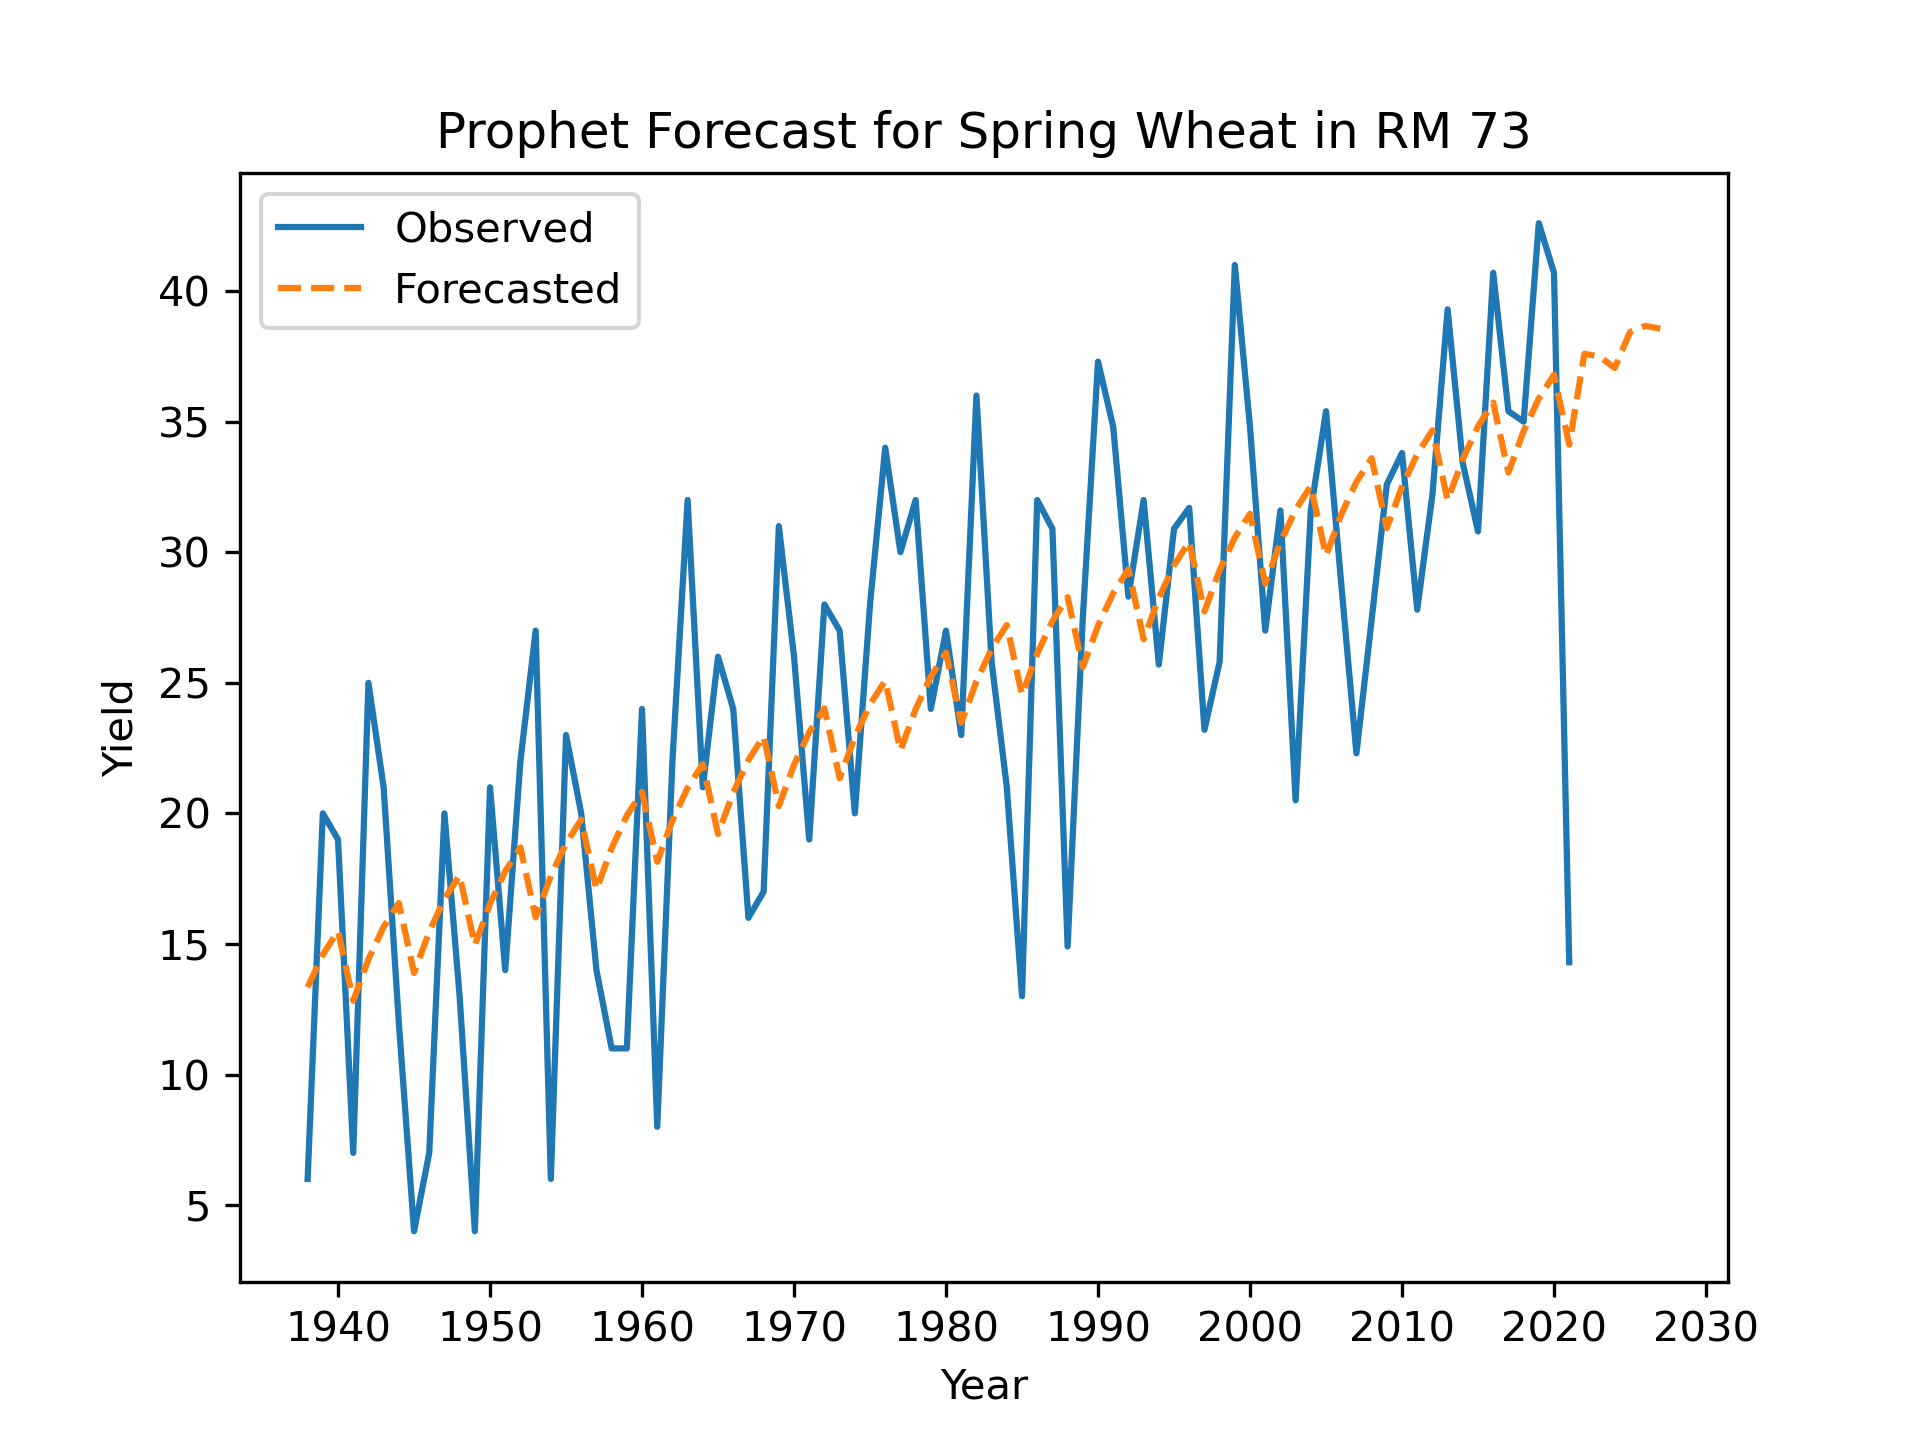 Prophet Forecast for Spring Wheat in RM 73
Observed
Forecasted
40
35
30
25
20
15
10
5
Yield
1940 1950 1960 1970 1980 1990 2000 2010 2020 2030
Year